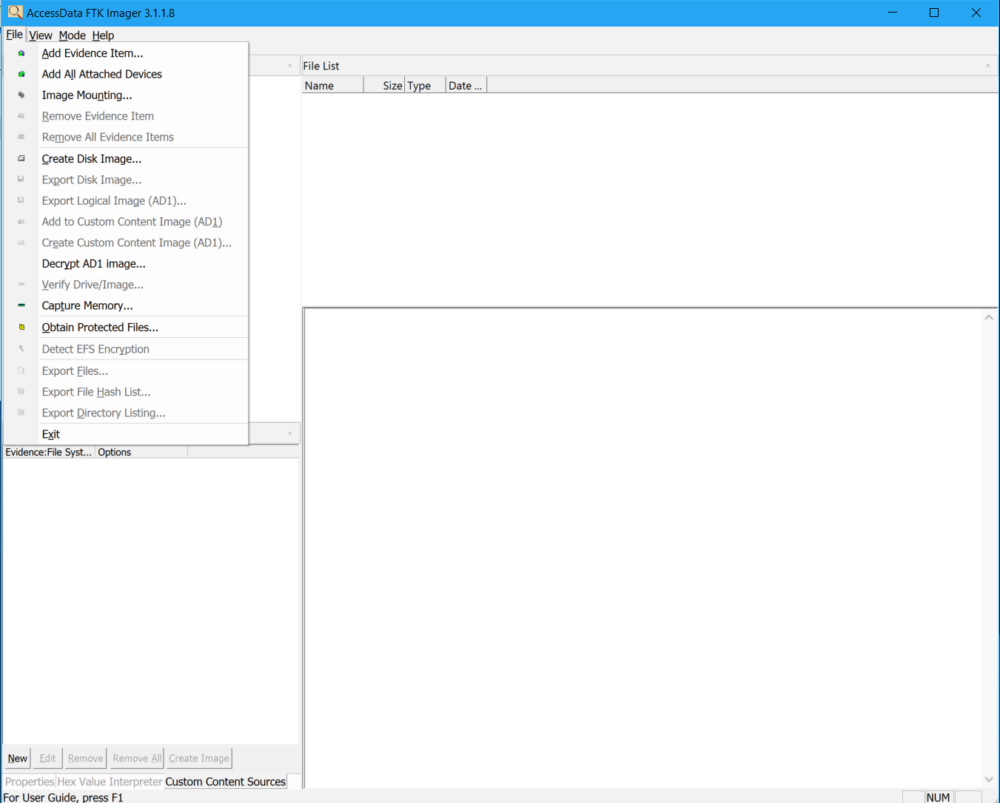 AccessData FTK Imager 3.1.1.8
File View Mode Help
Add Evidence Item...
Add All Attached Devices
Image Mounting...
Remove Evidence Item
Remove All Evidence Items
Create Disk Image...
Export Disk Image...
Export Logical Image (AD1)...
Add to Custom Content Image (AD1)
Create Custom Content Image (AD1)...
Decrypt AD1 image...
Verify Drive/Image...
Capture Memory...
Obtain Protected Files...
Detect EFS Encryption
Export Files...
Export File Hash List...
Export Directory Listing...
Exit
File List
Name Size Type Date ...
Evidence:File Syst... Options
New Edit Remove Remove All Create Image
Properties Hex Value Interpreter Custom Content Sources
For User Guide, press F1
NUM